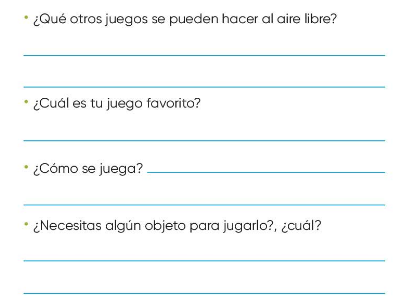 • ¿Qué otros juegos se pueden hacer al aire libre?
• ¿Cuál es tu juego favorito?
• ¿Cómo se juega?
• ¿Necesitas algún objeto para jugarlo?, ¿cuál?